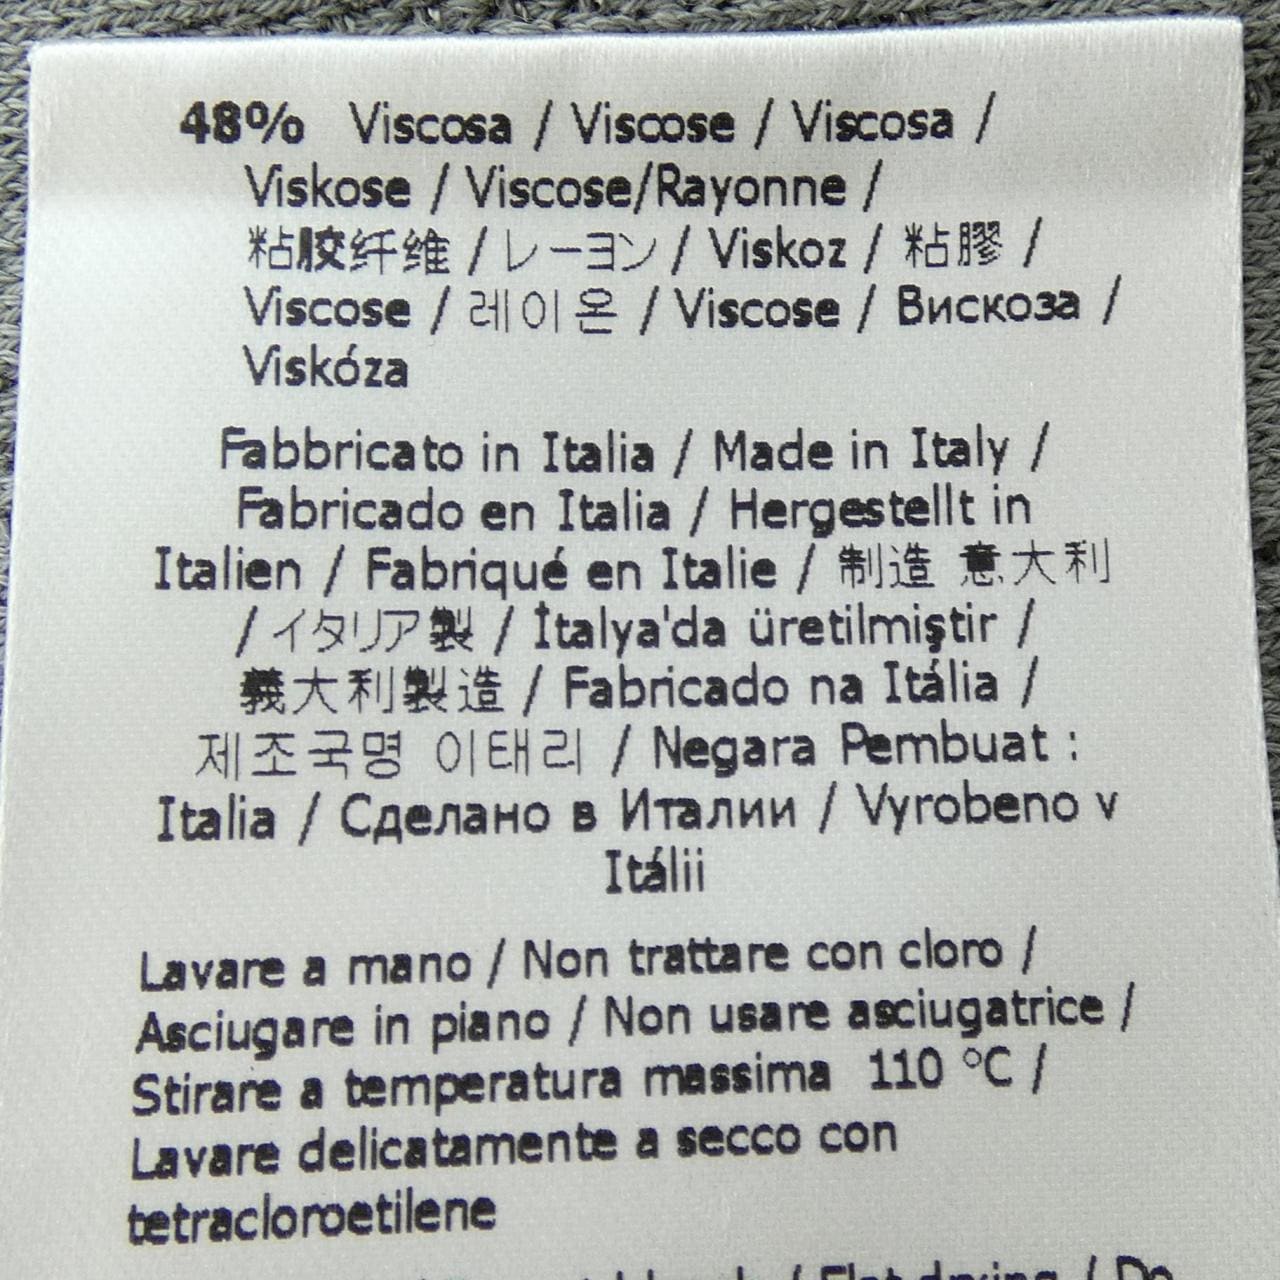 48% Viscosa / Viscose / Viscosa /
Viskose / Viscose/Rayonne /
粘胶纤维 / レーヨン / Viskoz / 粘膠 /
Viscose / 레이온 / Viscose / Вискоза /
Viskóza
Fabbricato in Italia / Made in Italy /
Fabricado en Italia / Hergestellt in
Italien / Fabriqué en Italie / 制造 意大利
/ イタリア製 / İtalya'da üretilmiştir /
義大利製造 / Fabricado na Itália /
제조국명 이태리 / Negara Pembuat :
Italia / Сделано в Италии / Vyrobeno v
Itálii
Lavare a mano / Non trattare con cloro /
Asciugare in piano / Non usare asciugatrice /
Stirare a temperatura massima 110 °C /
Lavare delicatamente a secco con
tetracloroetilene
/ Flat drying / Do